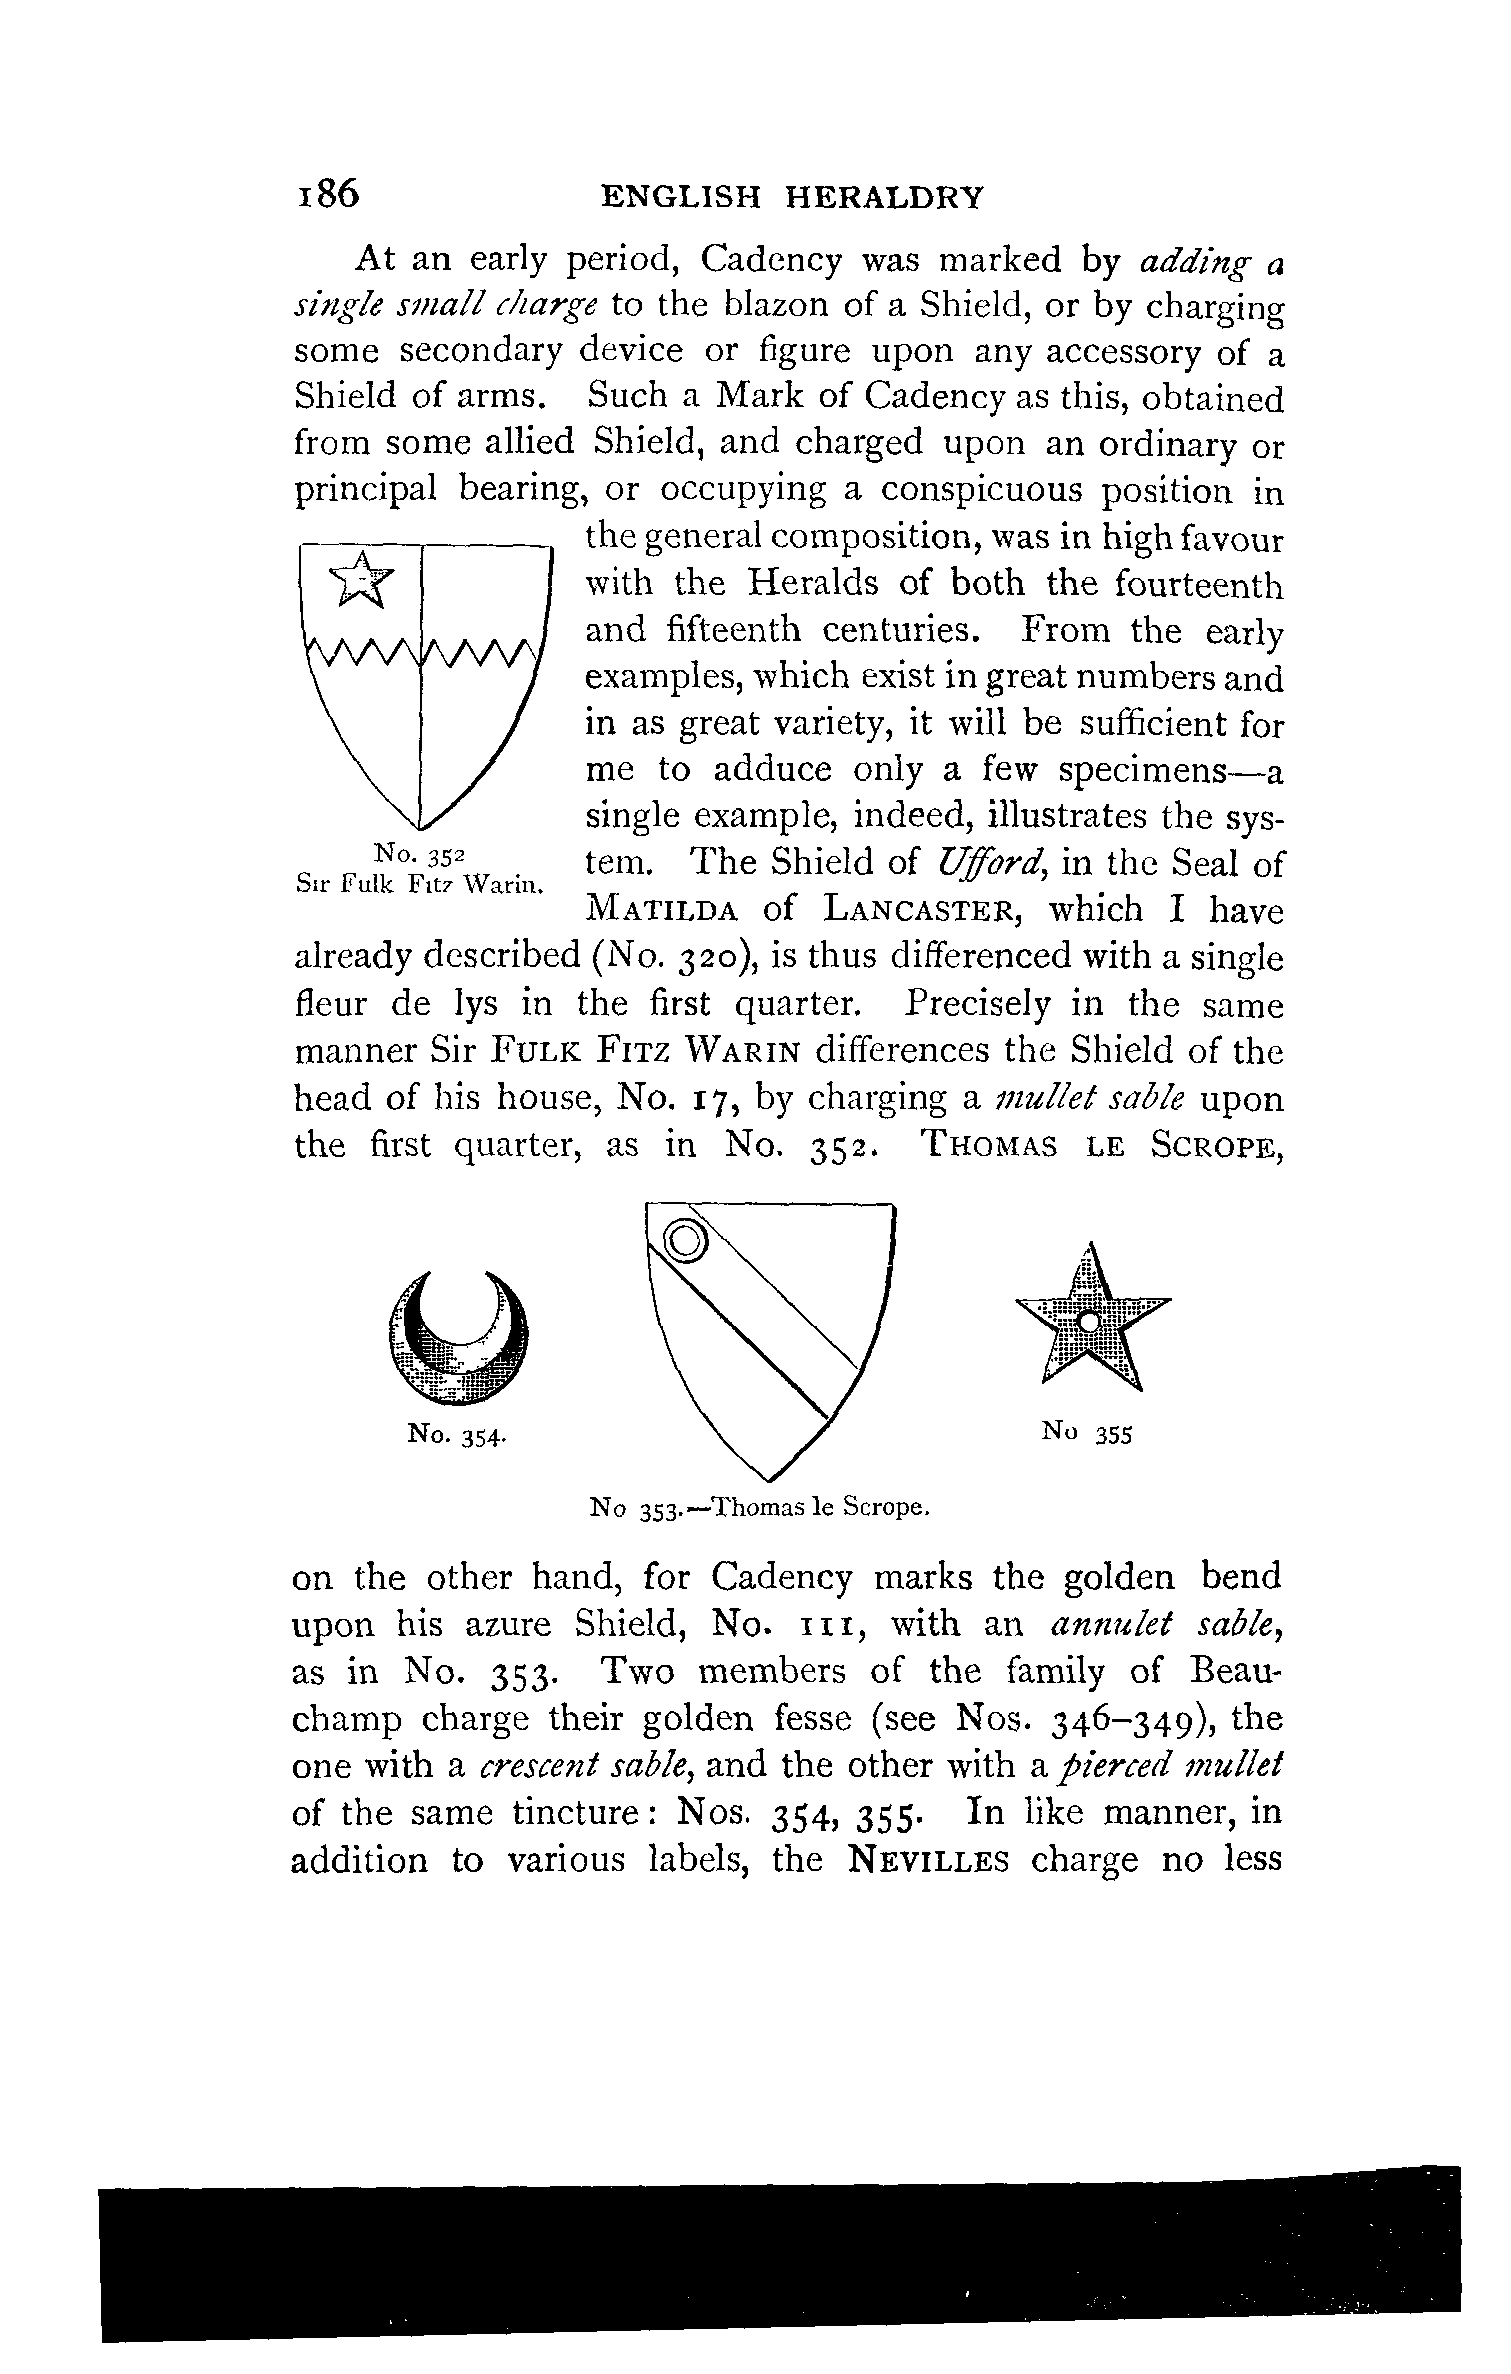 186 ENGLISH HERALDRY
At an early period, Cadency was marked by adding a
single small charge to the blazon of a Shield, or by charging
some secondary device or figure upon any accessory of a
Shield of arms. Such a Mark of Cadency as this, obtained
from some allied Shield, and charged upon an ordinary or
principal bearing, or occupying a conspicuous position in
the general composition, was in high favour
with the Heralds of both the fourteenth
and fifteenth centuries. From the early
examples, which exist in great numbers and
in as great variety, it will be sufficient for
me to adduce only a few specimens—a
single example, indeed, illustrates the sys-
tem. The Shield of Ufford, in the Seal of
MATILDA of LANCASTER, which I have
No. 352
Sir Fulk Fitz Warin.
already described (No. 320), is thus differenced with a single
fleur de lys in the first quarter. Precisely in the same
manner Sir FULK FITZ WARIN differences the Shield of the
head of his house, No. 17, by charging a mullet sable upon
the first quarter, as in No. 352. THOMAS LE SCROPE,
No. 354.
No 355
No 353.—Thomas le Scrope.
on the other hand, for Cadency marks the golden bend
upon his azure Shield, No. 111, with an annulet sable,
as in No. 353. Two members of the family of Beau-
champ charge their golden fesse (see Nos. 346–349), the
one with a crescent sable, and the other with a pierced mullet
of the same tincture: Nos. 354, 355. In like manner, in
addition to various labels, the NEVILLES charge no less